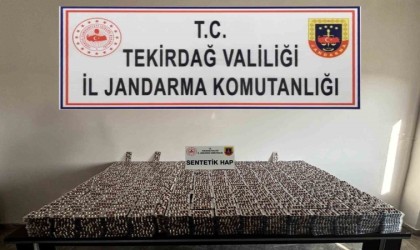 T.C.
TEKİRDAĞ VALİLİĞİ
İL JANDARMA KOMUTANLIĞI
SENTETİK HAP